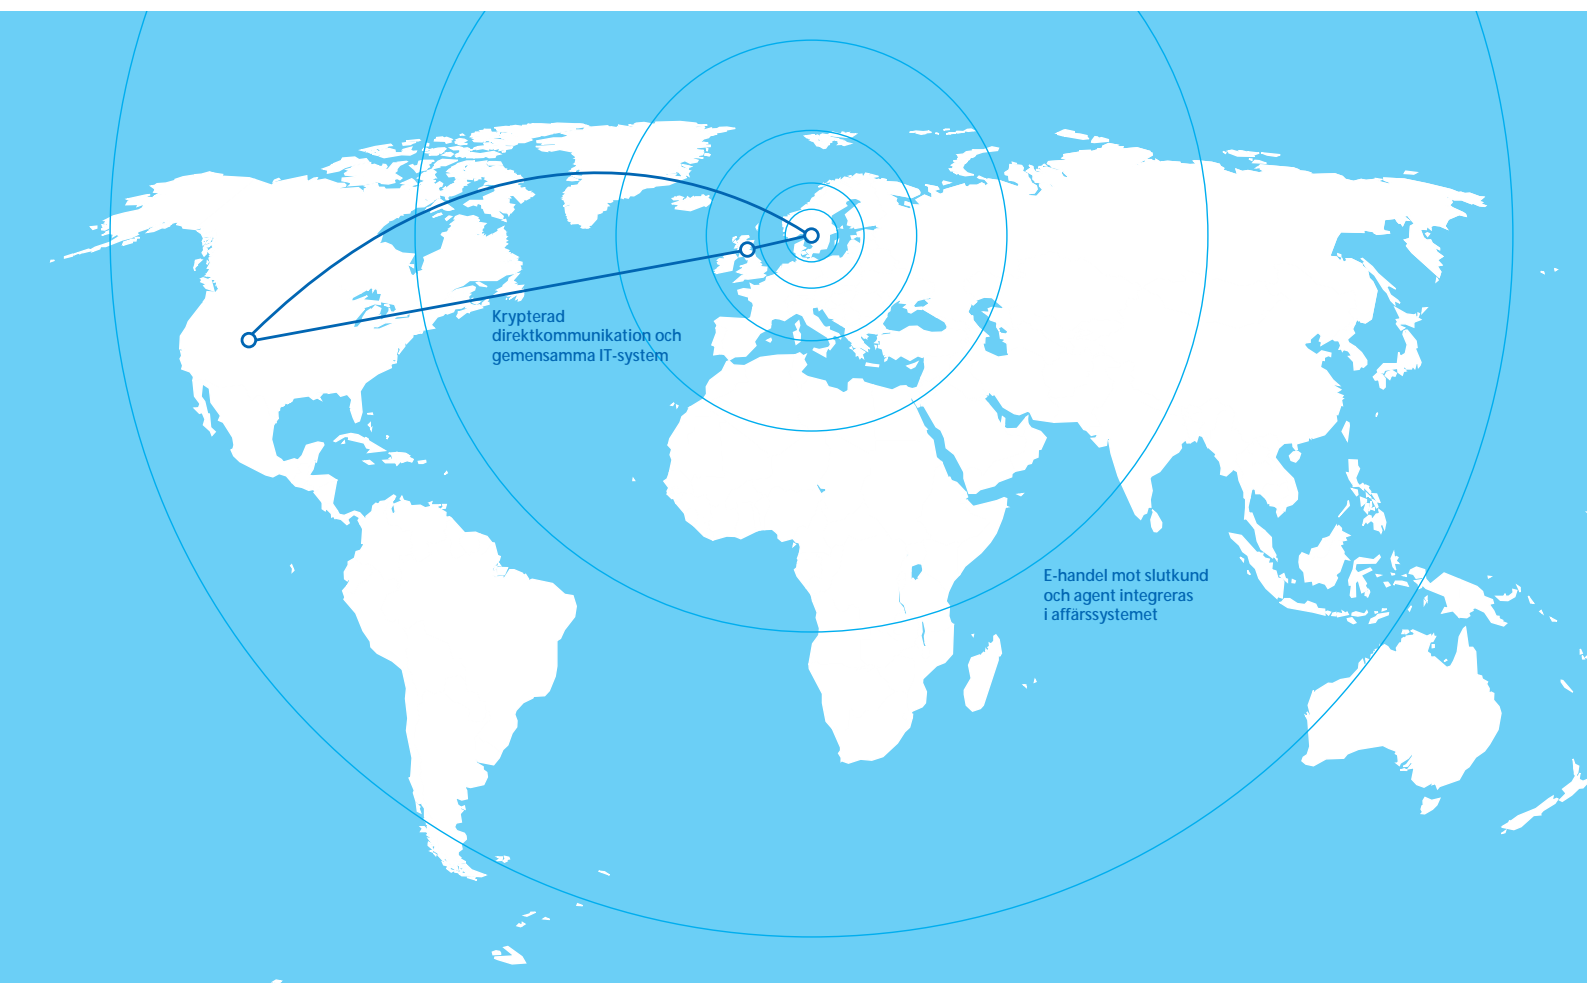 Krypterad
direktkommunikation och
gemensamma IT-system
E-handel mot slutkund
och agent integreras
i affärssystemet